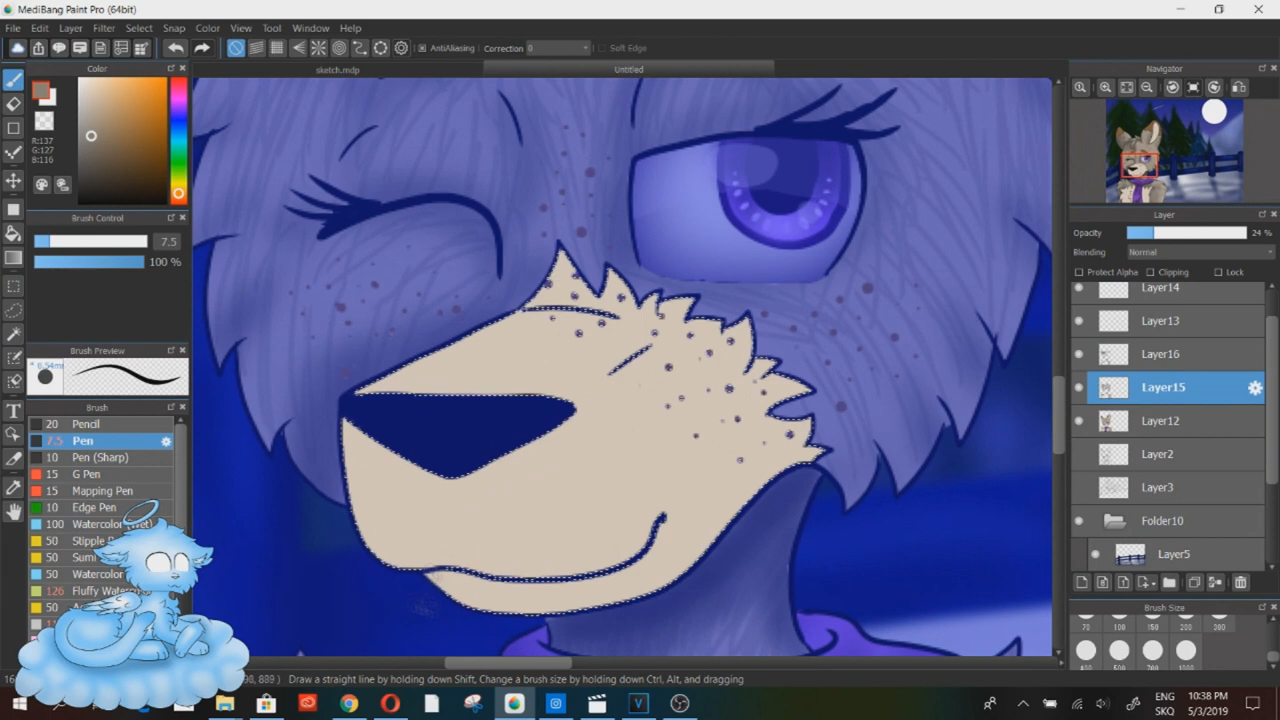 MediBang Paint Pro (64bit)
File Edit Layer Filter Select Snap Color View Tool Window Help
AntiAliasing Correction 0 Soft Edge
Color
sketch.mdp Untitled
Navigator
R:137
G:127
B:116
Brush Control
7.5
100 %
Brush Preview
6.54mm
Brush
20 Pencil
7.5 Pen
10 Pen (Sharp)
15 G Pen
15 Mapping Pen
10 Edge Pen
100 Watercolor (Wet)
50 Stipple
50 Sumi
50 Watercolor
126 Fluffy Waterco
50
Layer
Opacity 24 %
Blending Normal
Protect Alpha Clipping Lock
Layer14
Layer13
Layer16
Layer15
Layer12
Layer2
Layer3
Folder10
Layer5
Brush Size
70 100 150 200 300
400 500 700 1000
889 ) Draw a straight line by holding down Shift, Change a brush size by holding down Ctrl, Alt, and dragging
ENG
SKQ
10:38 PM
5/3/2019